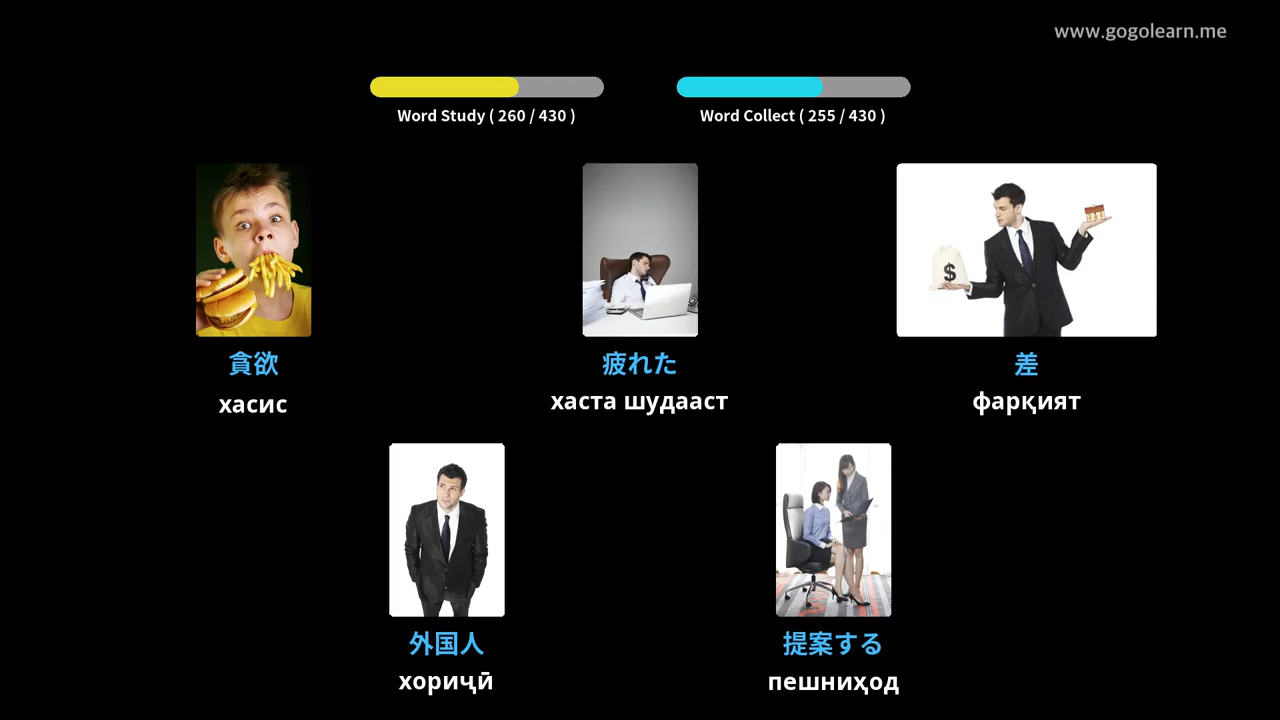 www.gogolearn.me
Word Study ( 260 / 430 )
Word Collect ( 255 / 430 )
貪欲
хасис
疲れた
хаста шудааст
差
фарқият
外国人
хориҷӣ
提案する
пешниҳод